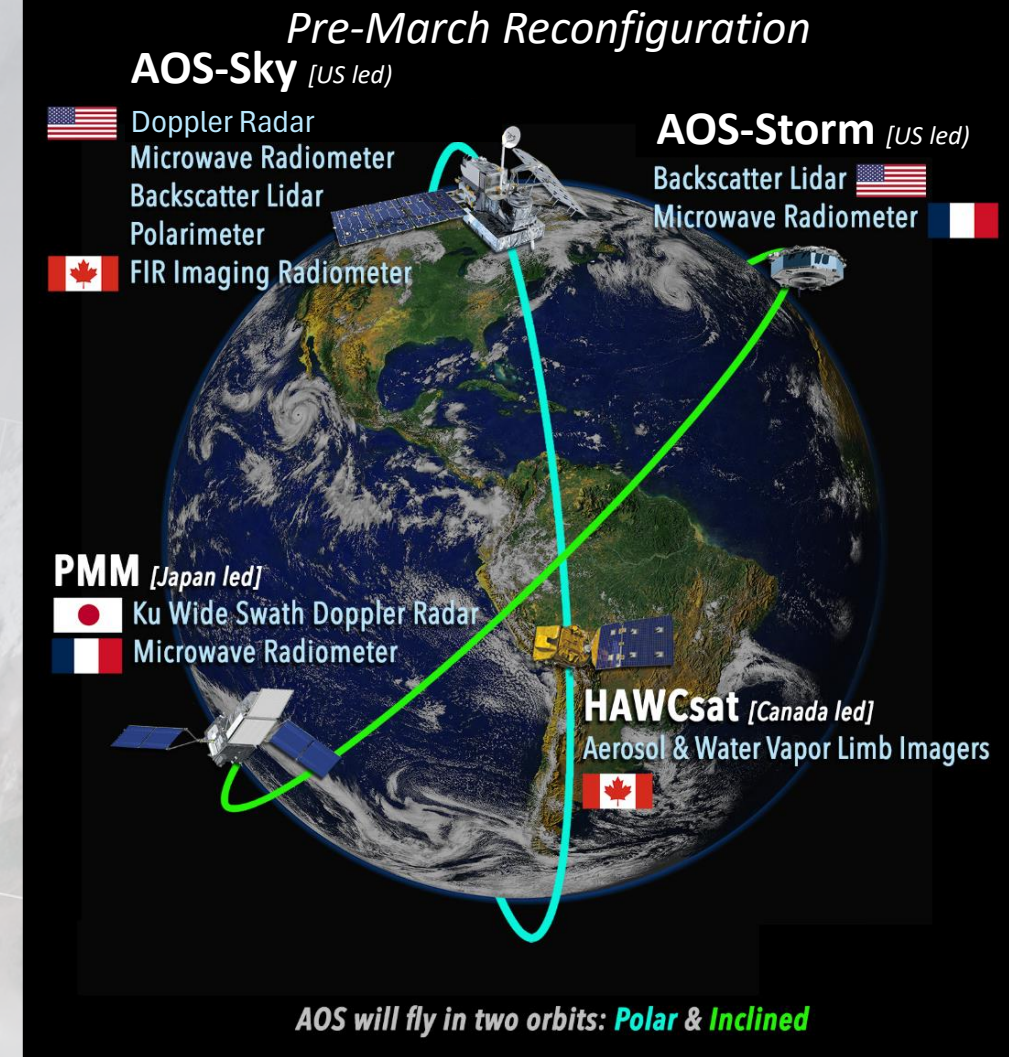 Pre-March Reconfiguration
AOS-Sky [US led)
Doppler Radar
Microwave Radiometer
Backscatter Lidar
Polarimeter
FIR Imaging Radiometer
AOS-Storm [US led)
Backscatter Lidar
Microwave Radiometer
PMM [Japan led]
Ku Wide Swath Doppler Radar
Microwave Radiometer
HAWCsat [Canada led]
Aerosol & Water Vapor Limb Imagers
AOS will fly in two orbits: Polar & Inclined